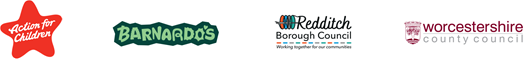 Action for
Children
BARNARDO'S
Redditch
Borough Council
Working together for our communities
worcestershire
county council